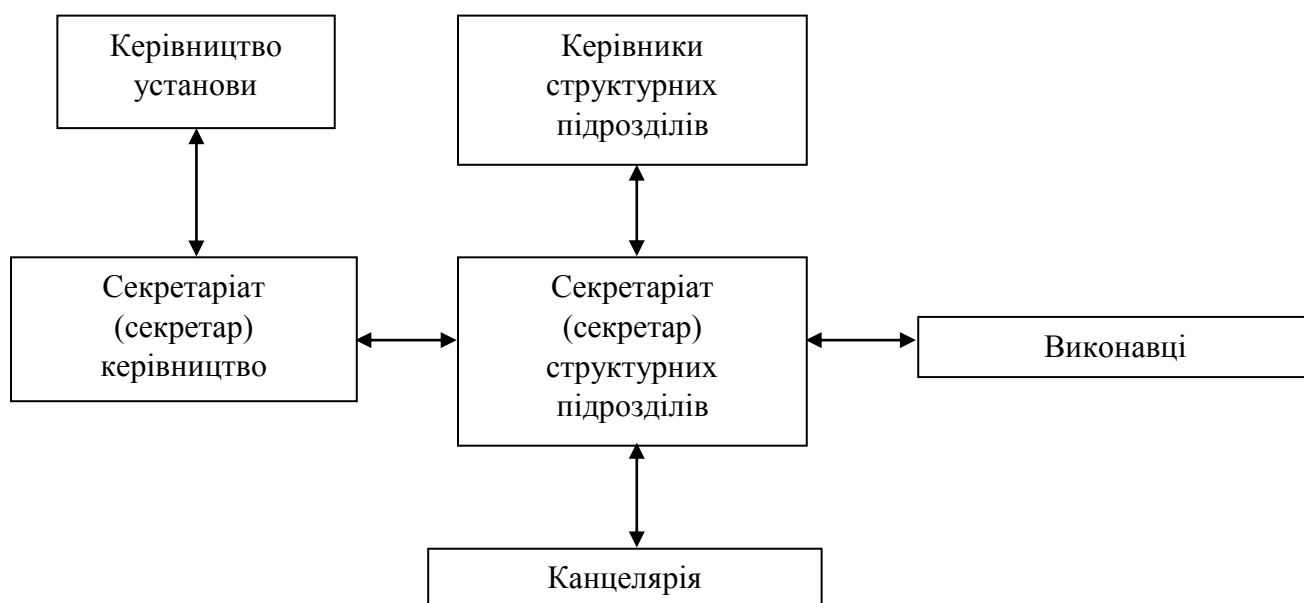 Керівництво
установи
Керівники
структурних
підрозділів
Секретаріат
(секретар)
керівництво
Секретаріат
(секретар)
структурних
підрозділів
Виконавці
Канцелярія